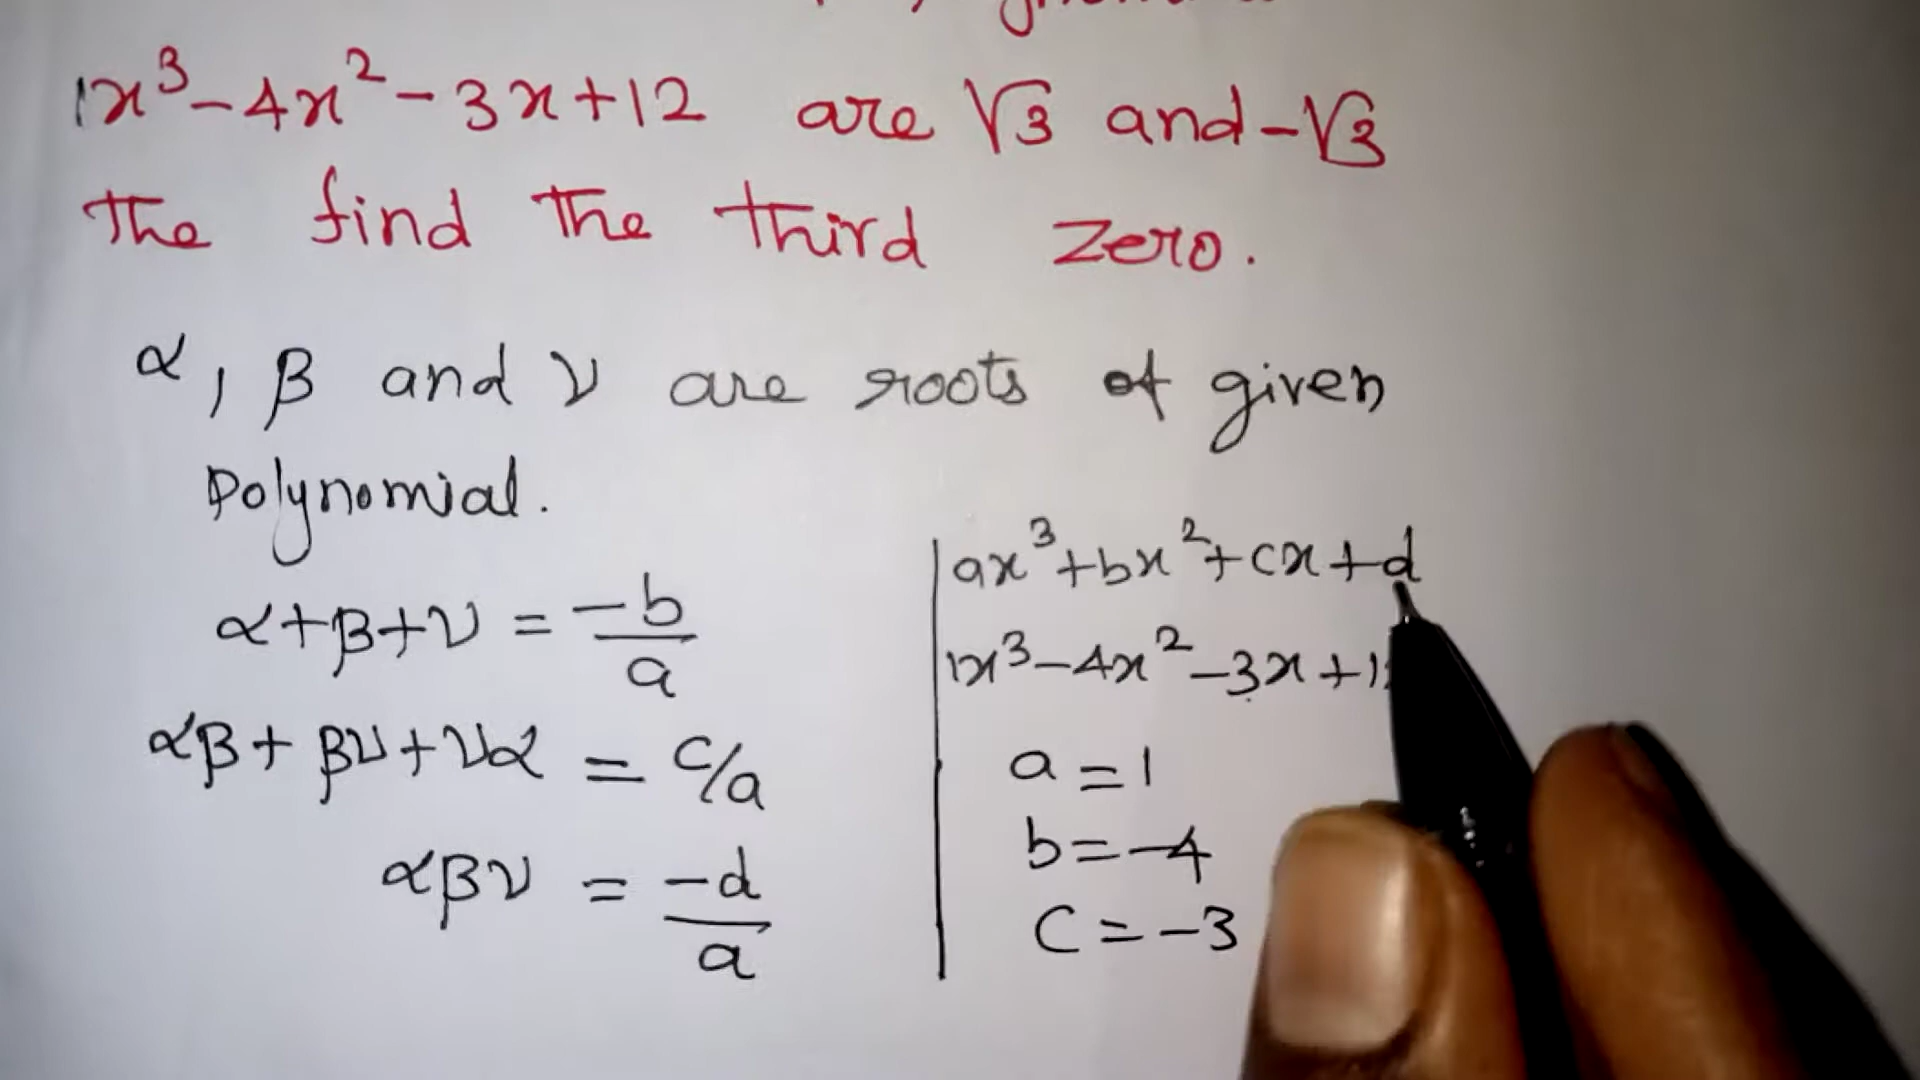 1x³-4x²-3x+12 are √3 and -√3
the find the third zero.
α, β and ν are roots of given
Polynomial.
α+β+ν = -b/a
αβ+βν+να = c/a
αβν = -d/a
ax³+bx²+cx+d
1x³-4x²-3x+1
a=1
b=-4
C=-3